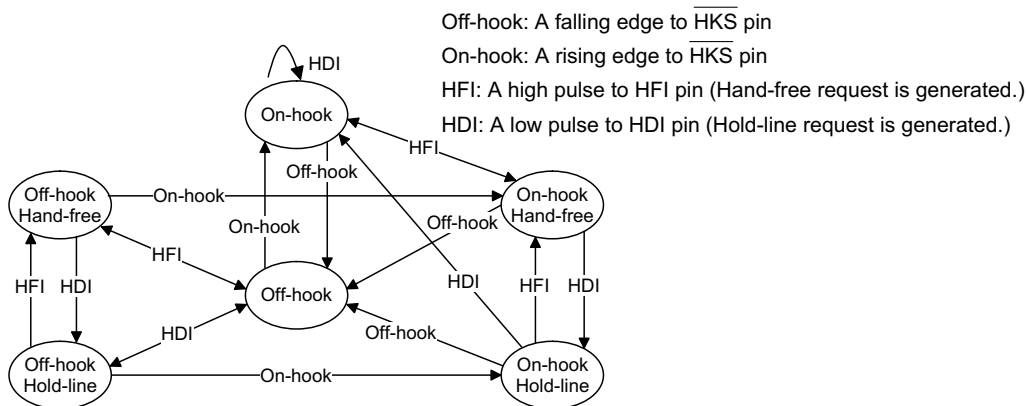 Off-hook: A falling edge to HKS pin
On-hook: A rising edge to HKS pin
HFI: A high pulse to HFI pin (Hand-free request is generated.)
HDI: A low pulse to HDI pin (Hold-line request is generated.)
HDI
On-hook
HFI
Off-hook
Off-hook
Hand-free
On-hook
On-hook
Hand-free
On-hook
Off-hook
HFI
HFI
HDI
Off-hook
HDI
HFI
HDI
HDI
Off-hook
Off-hook
Hold-line
On-hook
On-hook
Hold-line